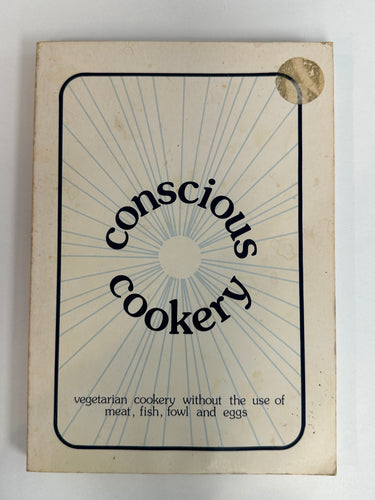 conscious
cookery
vegetarian cookery without the use of
meat, fish, fowl and eggs